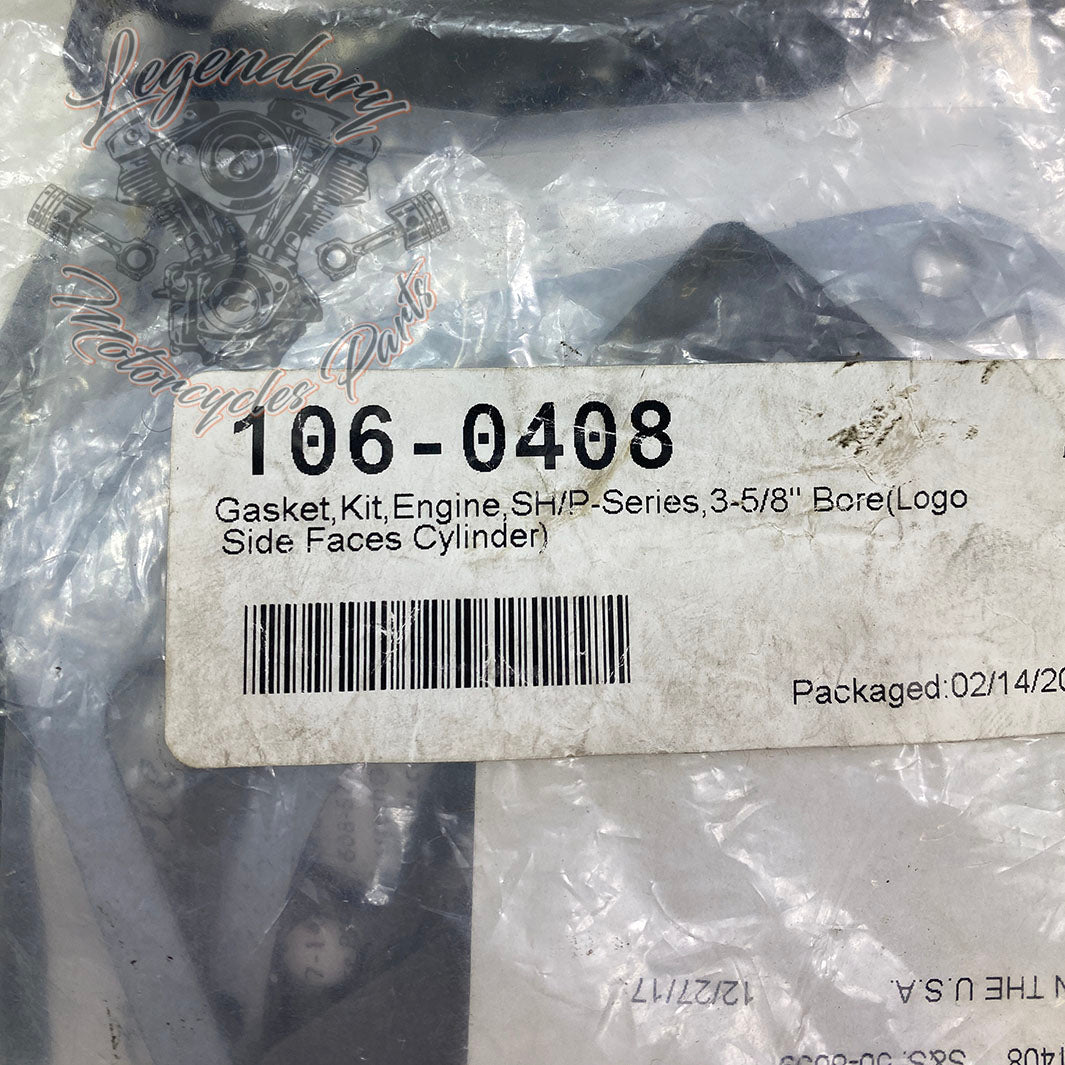 Legendary
Motorcycles Parts
106-0408
Gasket,Kit,Engine,SH/P-Series,3-5/8" Bore(Logo
Side Faces Cylinder)
Packaged:02/14/20
12/27/17.
N THE U.S.A.
1408 S&S: